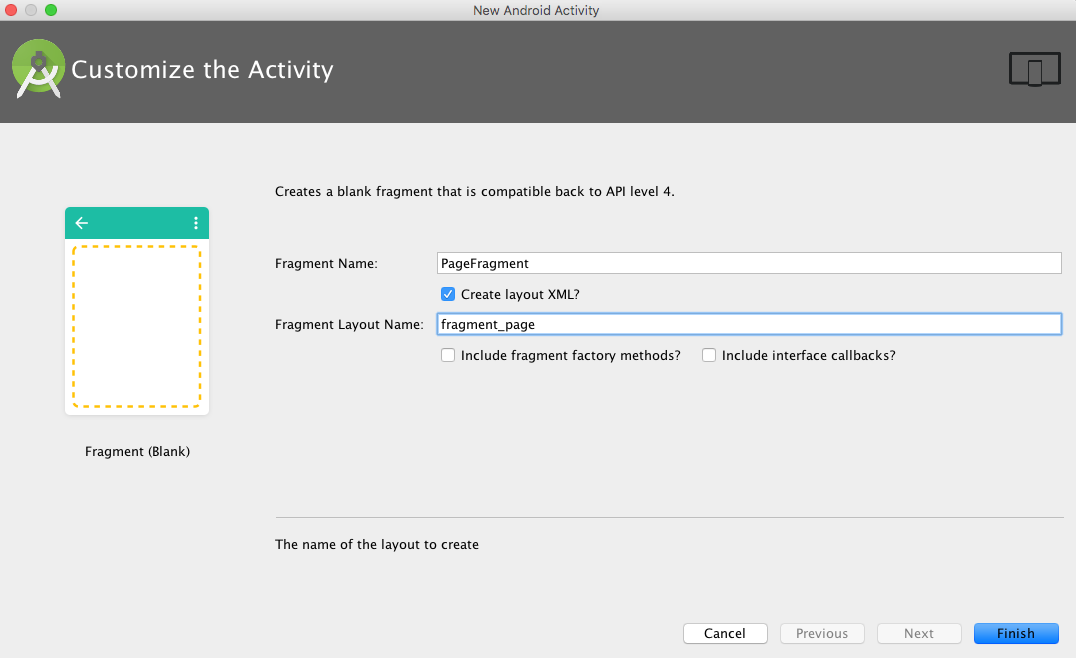 New Android Activity
Customize the Activity
Creates a blank fragment that is compatible back to API level 4.
Fragment Name: PageFragment
Create layout XML?
Fragment Layout Name: fragment_page
Include fragment factory methods? Include interface callbacks?
Fragment (Blank)
The name of the layout to create
Cancel Previous Next Finish